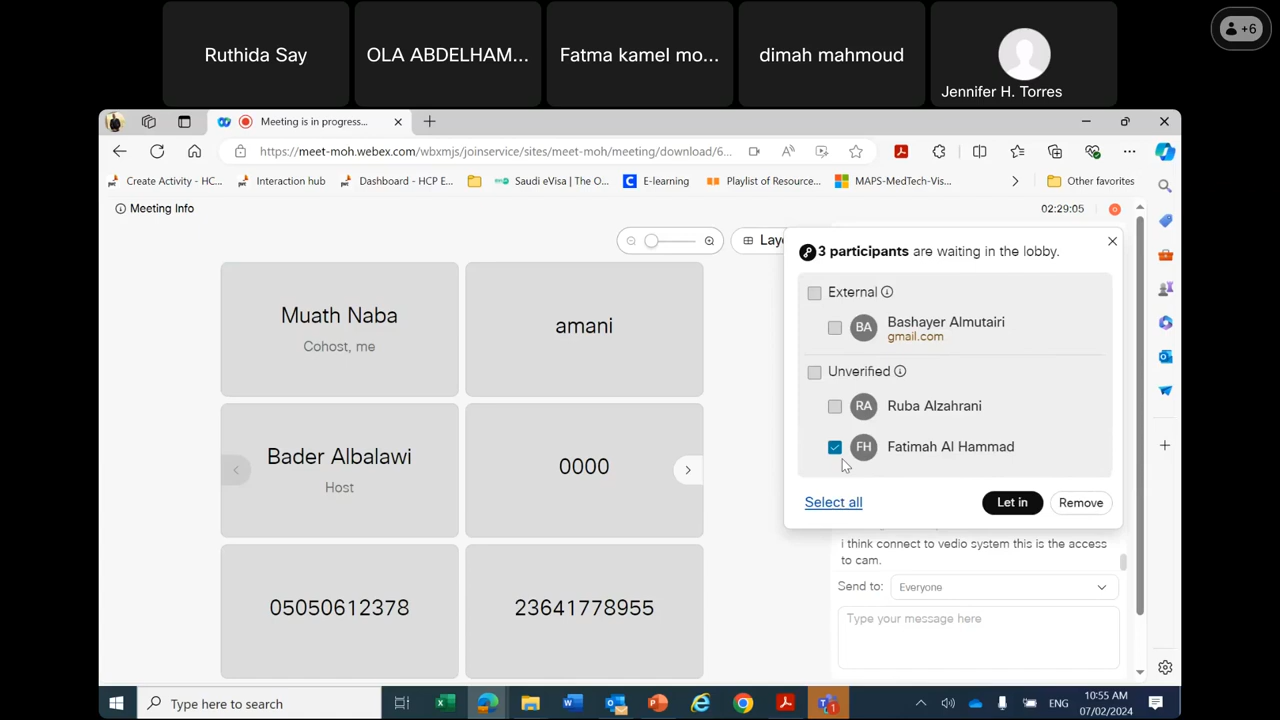 Ruthida Say
OLA ABDELHAM...
Fatma kamel mo...
dimah mahmoud
Jennifer H. Torres
+6
Meeting is in progress...
https://meet-moh.webex.com/wbxmjs/joinservice/sites/meet-moh/meeting/download/6...
Create Activity - HC...
Interaction hub
Dashboard - HCP E...
Saudi eVisa | The O...
E-learning
Playlist of Resource...
MAPS-MedTech-Vis...
Other favorites
Meeting Info
02:29:05
Lay
Muath Naba
Cohost, me
amani
Bader Albalawi
Host
0000
05050612378
23641778955
3 participants are waiting in the lobby.
External
BA
Bashayer Almutairi
gmail.com
Unverified
RA
Ruba Alzahrani
FH
Fatimah Al Hammad
Select all
Let in
Remove
i think connect to vedio system this is the access
to cam.
Send to:
Everyone
Type your message here
Type here to search
ENG
10:55 AM
07/02/2024